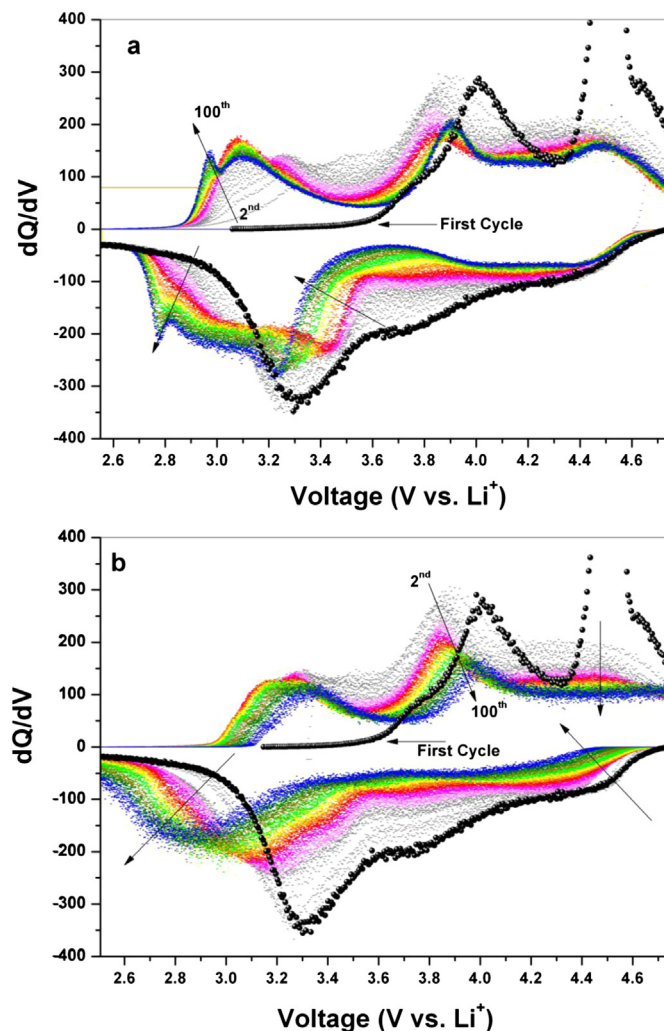 a
400
300
200
100
0
-100
-200
-300
-400
dQ/dV
100th
2nd
First Cycle
2.6 2.8 3.0 3.2 3.4 3.6 3.8 4.0 4.2 4.4 4.6
Voltage (V vs. Li+)
b
400
300
200
100
0
-100
-200
-300
-400
dQ/dV
2nd
100th
First Cycle
2.6 2.8 3.0 3.2 3.4 3.6 3.8 4.0 4.2 4.4 4.6
Voltage (V vs. Li+)